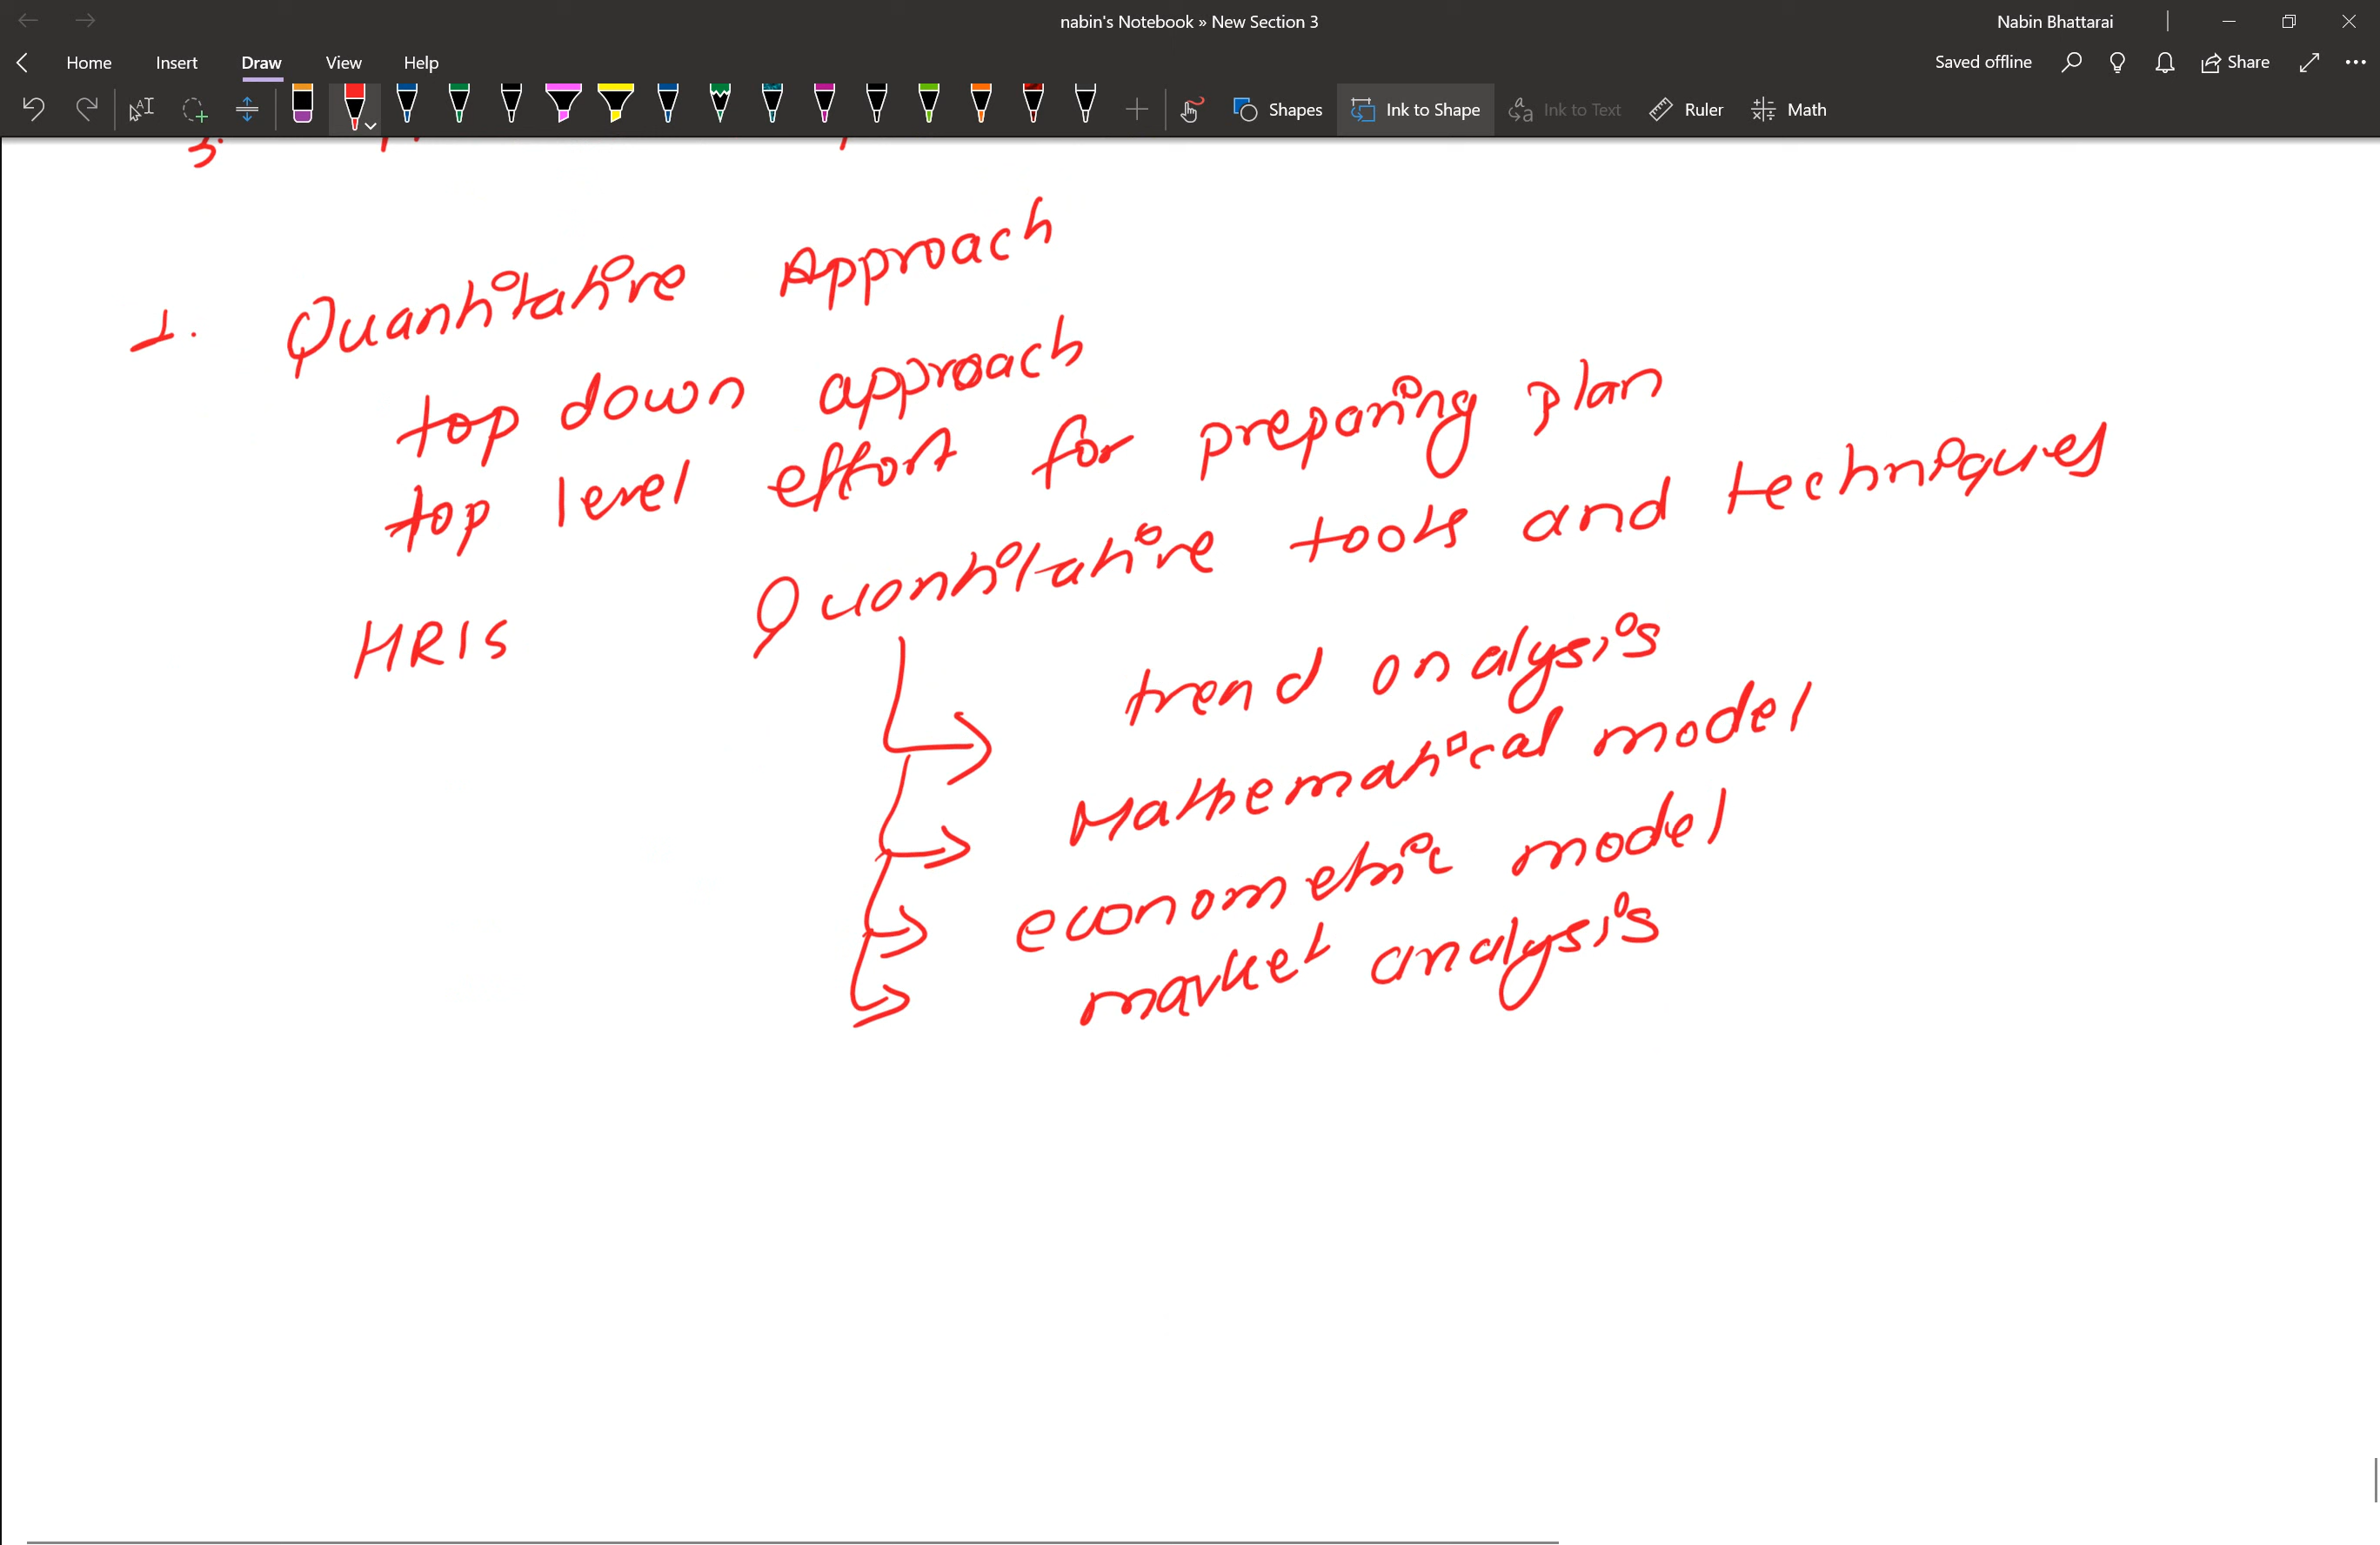 nabin's Notebook » New Section 3
Nabin Bhattarai
Home Insert Draw View Help
Saved offline
Share
Shapes
Ink to Shape
Ink to Text
Ruler
Math
1. Quantitative Approach
top down approach
top level effort for preparing plan
HRIS Quantitative tools and techniques
trend analysis
Mathematical model
econometric model
market analysis